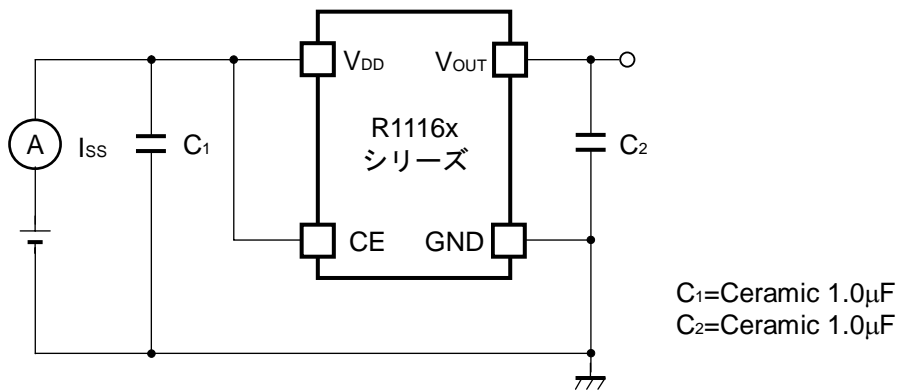 VDD
VOUT
R1116x
シリーズ
A
ISS
C1
C2
CE
GND
C1=Ceramic 1.0μF
C2=Ceramic 1.0μF